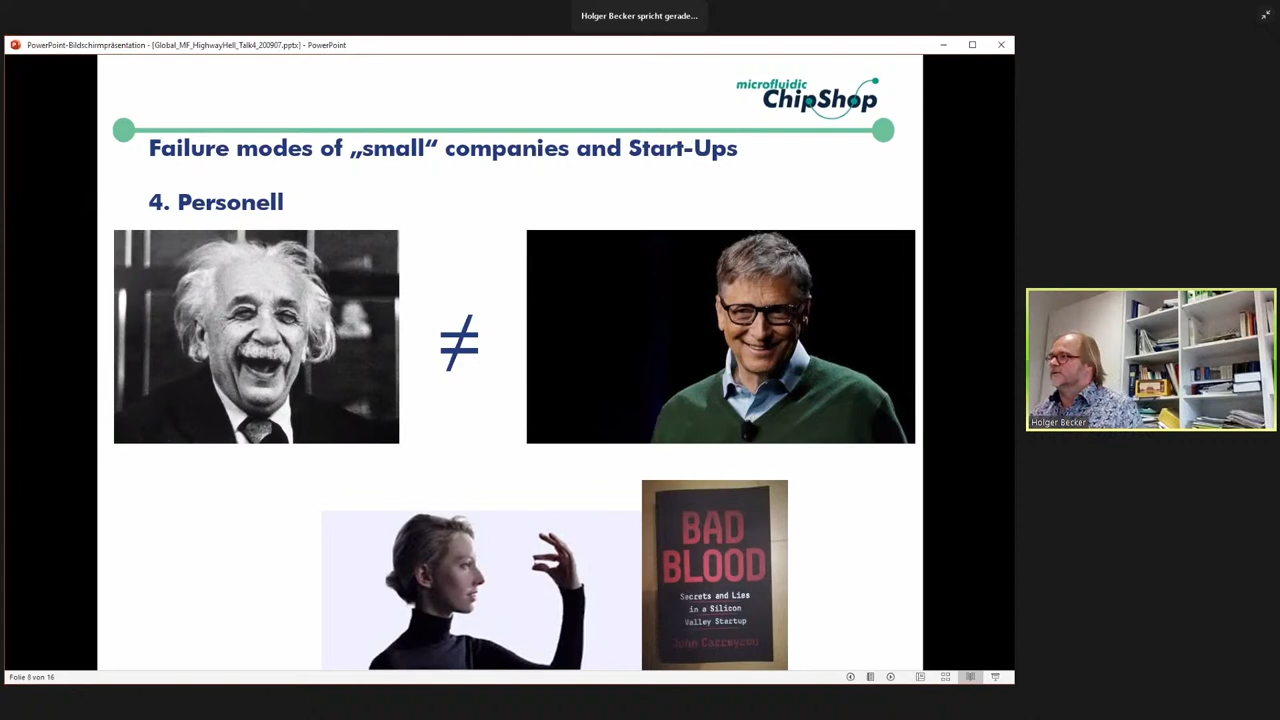 Holger Becker spricht gerade...
PowerPoint-Bildschirmpräsentation - [Global_MF_HighwayHell_Talk4_200907.pptx] - PowerPoint
microfluidic
ChipShop
Failure modes of „small“ companies and Start-Ups
4. Personell
≠
BAD
BLOOD
Secrets and Lies
in a Silicon
Valley Startup
John Carreyrou
Holger Becker
Folie 8 von 16